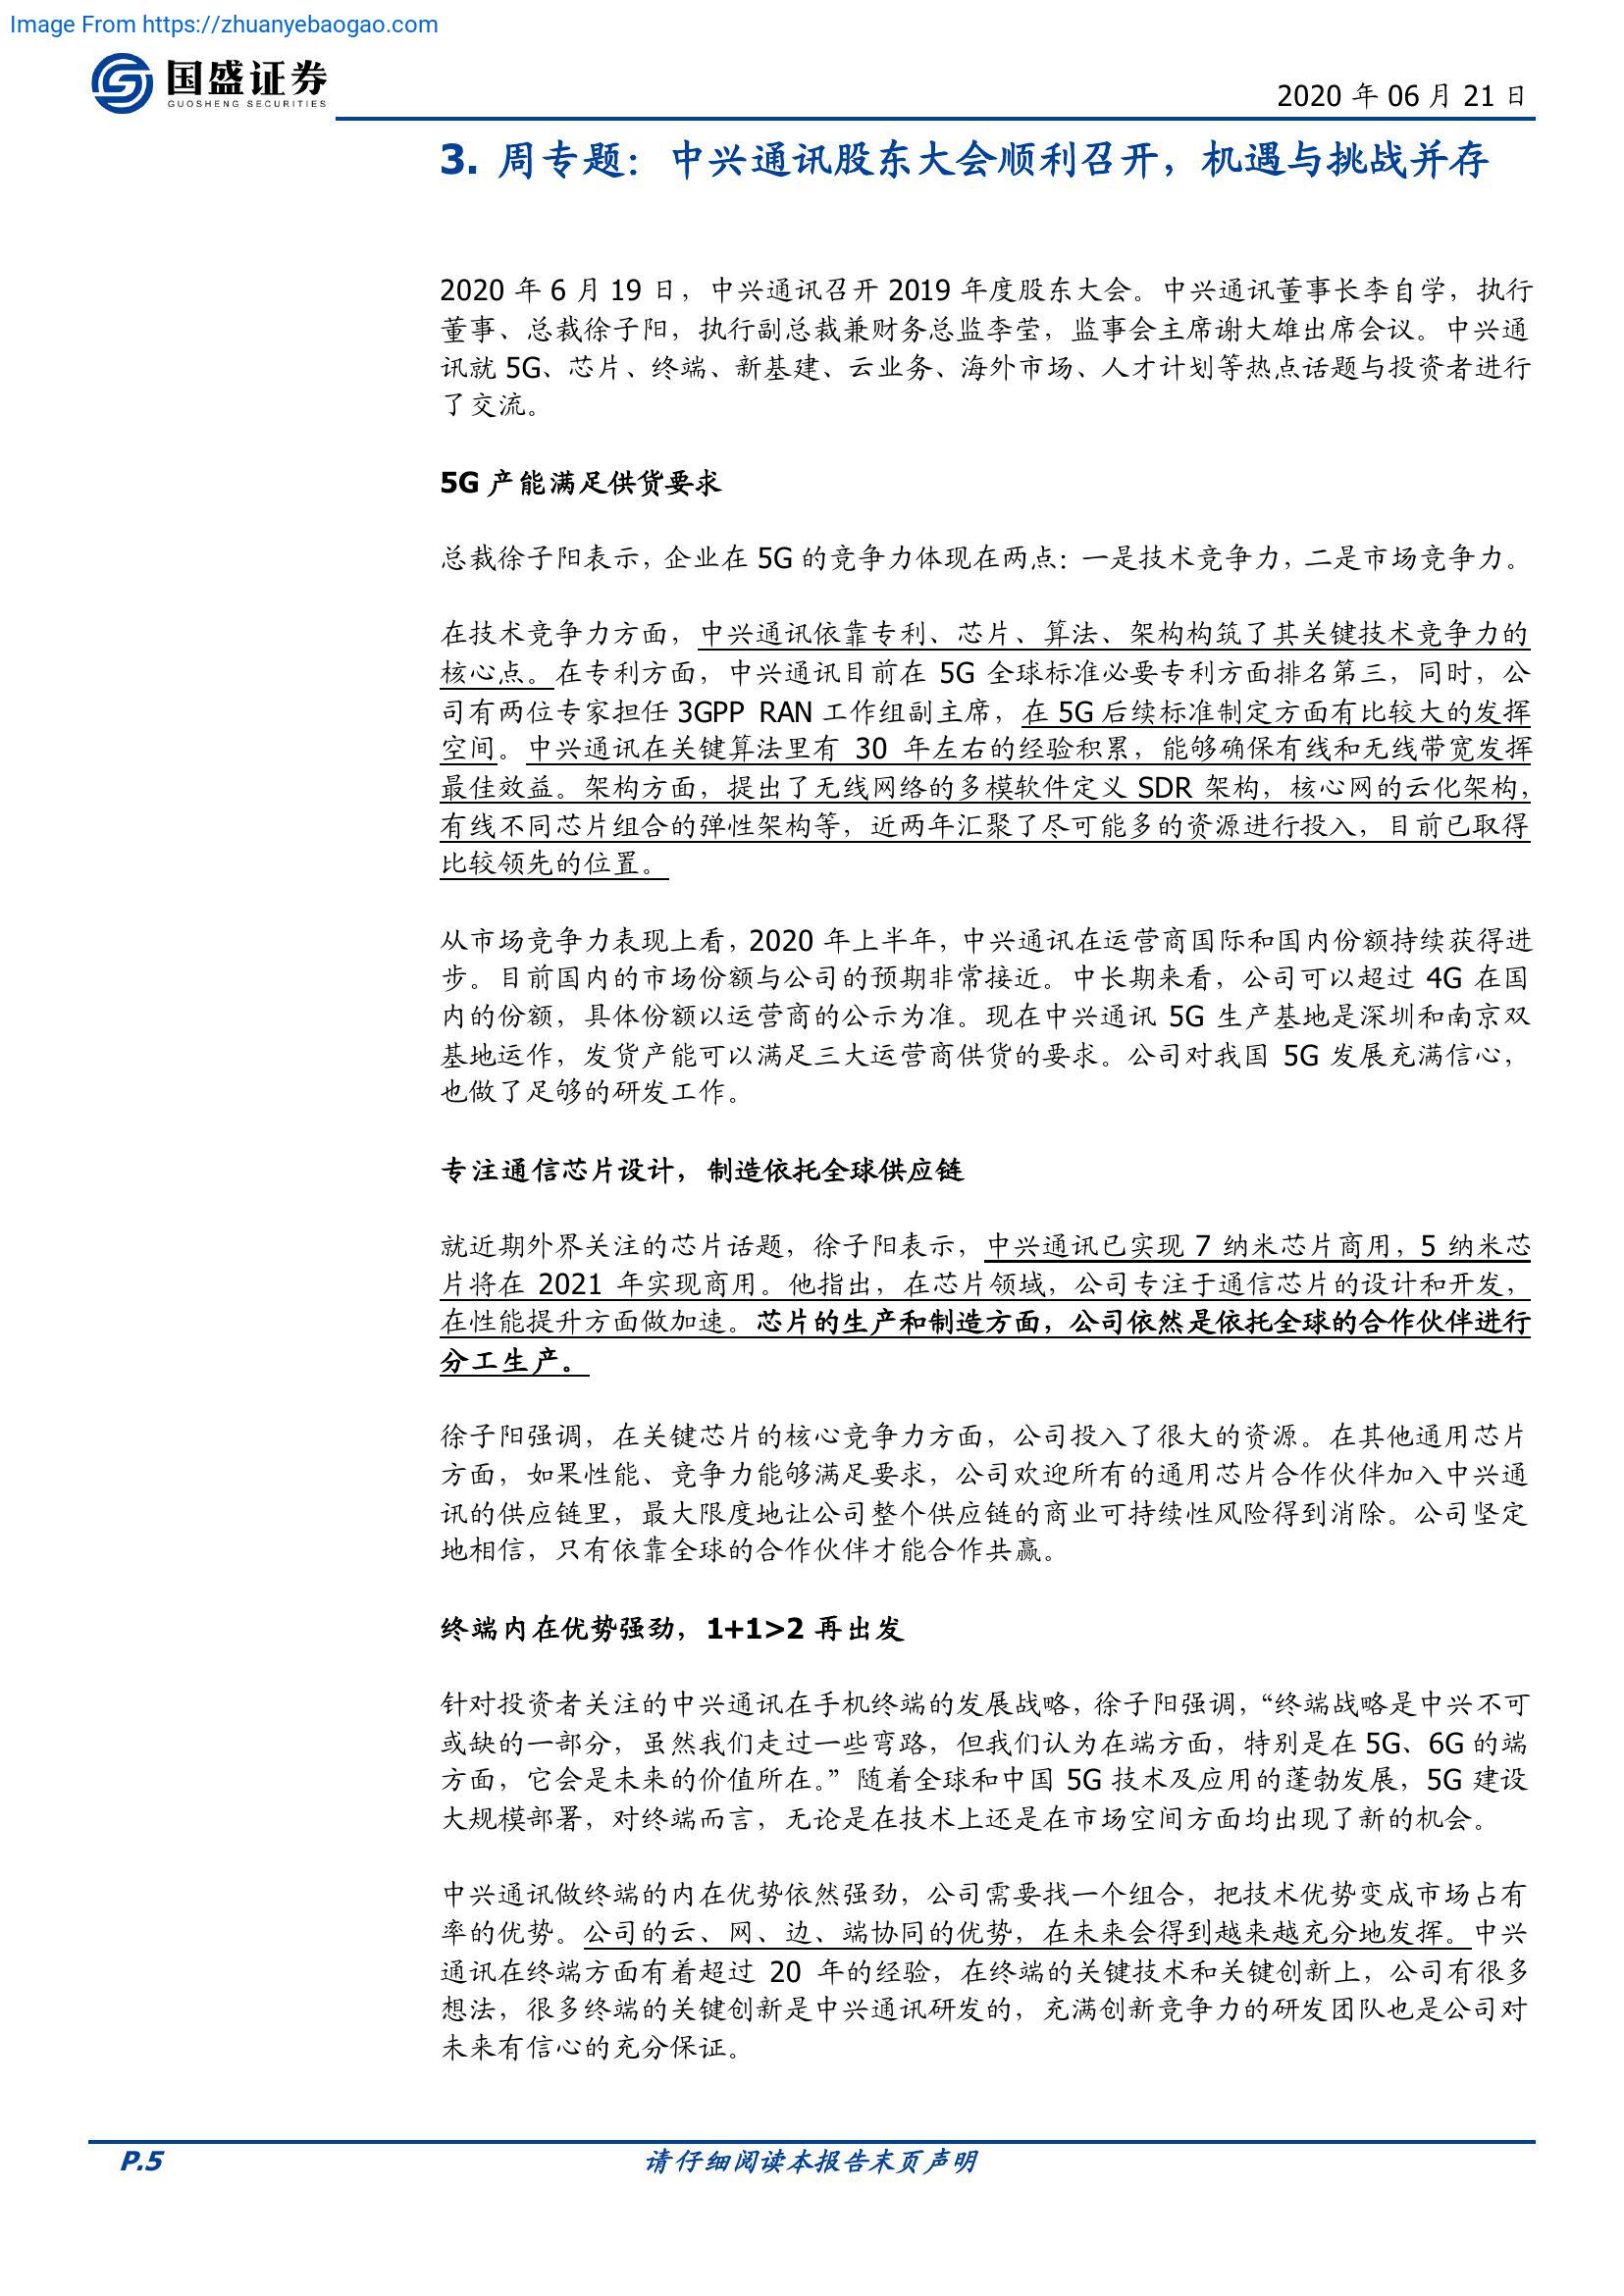 Image From https://zhuanyebaogao.com
国盛证券
GUOSHENG SECURITIES
2020 年 06 月 21 日
3. 周专题：中兴通讯股东大会顺利召开，机遇与挑战并存
2020 年 6 月 19 日，中兴通讯召开 2019 年度股东大会。中兴通讯董事长李自学，执行
董事、总裁徐子阳，执行副总裁兼财务总监李莹，监事会主席谢大雄出席会议。中兴通
讯就 5G、芯片、终端、新基建、云业务、海外市场、人才计划等热点话题与投资者进行
了交流。
5G 产能满足供货要求
总裁徐子阳表示，企业在 5G 的竞争力体现在两点：一是技术竞争力，二是市场竞争力。
在技术竞争力方面，中兴通讯依靠专利、芯片、算法、架构构筑了其关键技术竞争力的
核心点。在专利方面，中兴通讯目前在 5G 全球标准必要专利方面排名第三，同时，公
司有两位专家担任 3GPP RAN 工作组副主席，在 5G 后续标准制定方面有比较大的发挥
空间。中兴通讯在关键算法里有 30 年左右的经验积累，能够确保有线和无线带宽发挥
最佳效益。架构方面，提出了无线网络的多模软件定义 SDR 架构，核心网的云化架构，
有线不同芯片组合的弹性架构等，近两年汇聚了尽可能多的资源进行投入，目前已取得
比较领先的位置。
从市场竞争力表现上看，2020 年上半年，中兴通讯在运营商国际和国内份额持续获得进
步。目前国内的市场份额与公司的预期非常接近。中长期来看，公司可以超过 4G 在国
内的份额，具体份额以运营商的公示为准。现在中兴通讯 5G 生产基地是深圳和南京双
基地运作，发货产能可以满足三大运营商供货的要求。公司对我国 5G 发展充满信心，
也做了足够的研发工作。
专注通信芯片设计，制造依托全球供应链
就近期外界关注的芯片话题，徐子阳表示，中兴通讯已实现 7 纳米芯片商用，5 纳米芯
片将在 2021 年实现商用。他指出，在芯片领域，公司专注于通信芯片的设计和开发，
在性能提升方面做加速。芯片的生产和制造方面，公司依然是依托全球的合作伙伴进行
分工生产。
徐子阳强调，在关键芯片的核心竞争力方面，公司投入了很大的资源。在其他通用芯片
方面，如果性能、竞争力能够满足要求，公司欢迎所有的通用芯片合作伙伴加入中兴通
讯的供应链里，最大限度地让公司整个供应链的商业可持续性风险得到消除。公司坚定
地相信，只有依靠全球的合作伙伴才能合作共赢。
终端内在优势强劲，1+1>2 再出发
针对投资者关注的中兴通讯在手机终端的发展战略，徐子阳强调，“终端战略是中兴不可
或缺的一部分，虽然我们走过一些弯路，但我们认为在端方面，特别是在 5G、6G 的端
方面，它会是未来的价值所在。”随着全球和中国 5G 技术及应用的蓬勃发展，5G 建设
大规模部署，对终端而言，无论是在技术上还是在市场空间方面均出现了新的机会。
中兴通讯做终端的内在优势依然强劲，公司需要找一个组合，把技术优势变成市场占有
率的优势。公司的云、网、边、端协同的优势，在未来会得到越来越充分地发挥。中兴
通讯在终端方面有着超过 20 年的经验，在终端的关键技术和关键创新上，公司有很多
想法，很多终端的关键创新是中兴通讯研发的，充满创新竞争力的研发团队也是公司对
未来有信心的充分保证。
P.5
请仔细阅读本报告末页声明